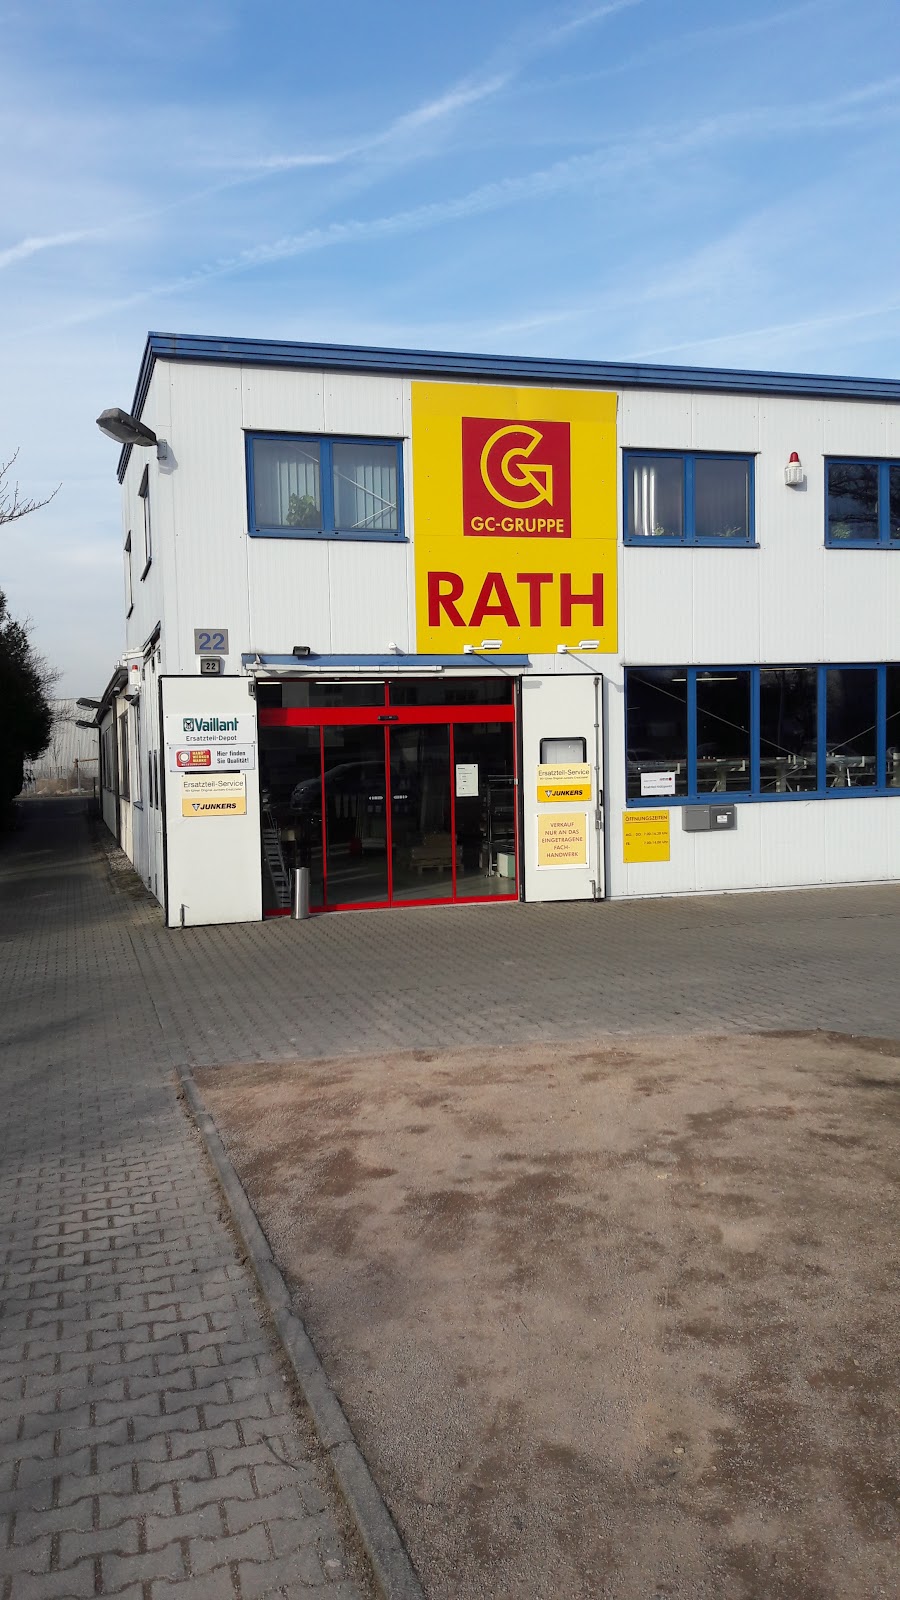 GC-GRUPPE
RATH
22
22
Vaillant
Ersatzteil-Depot
Hier finden
Sie Qualität!
Ersatzteil-Service
JUNKERS
Ersatzteil-Service
JUNKERS
VERKAUF
NUR AN DAS
EINGETRAGENE
FACH-
HANDWERK
ÖFFNUNGSZEITEN